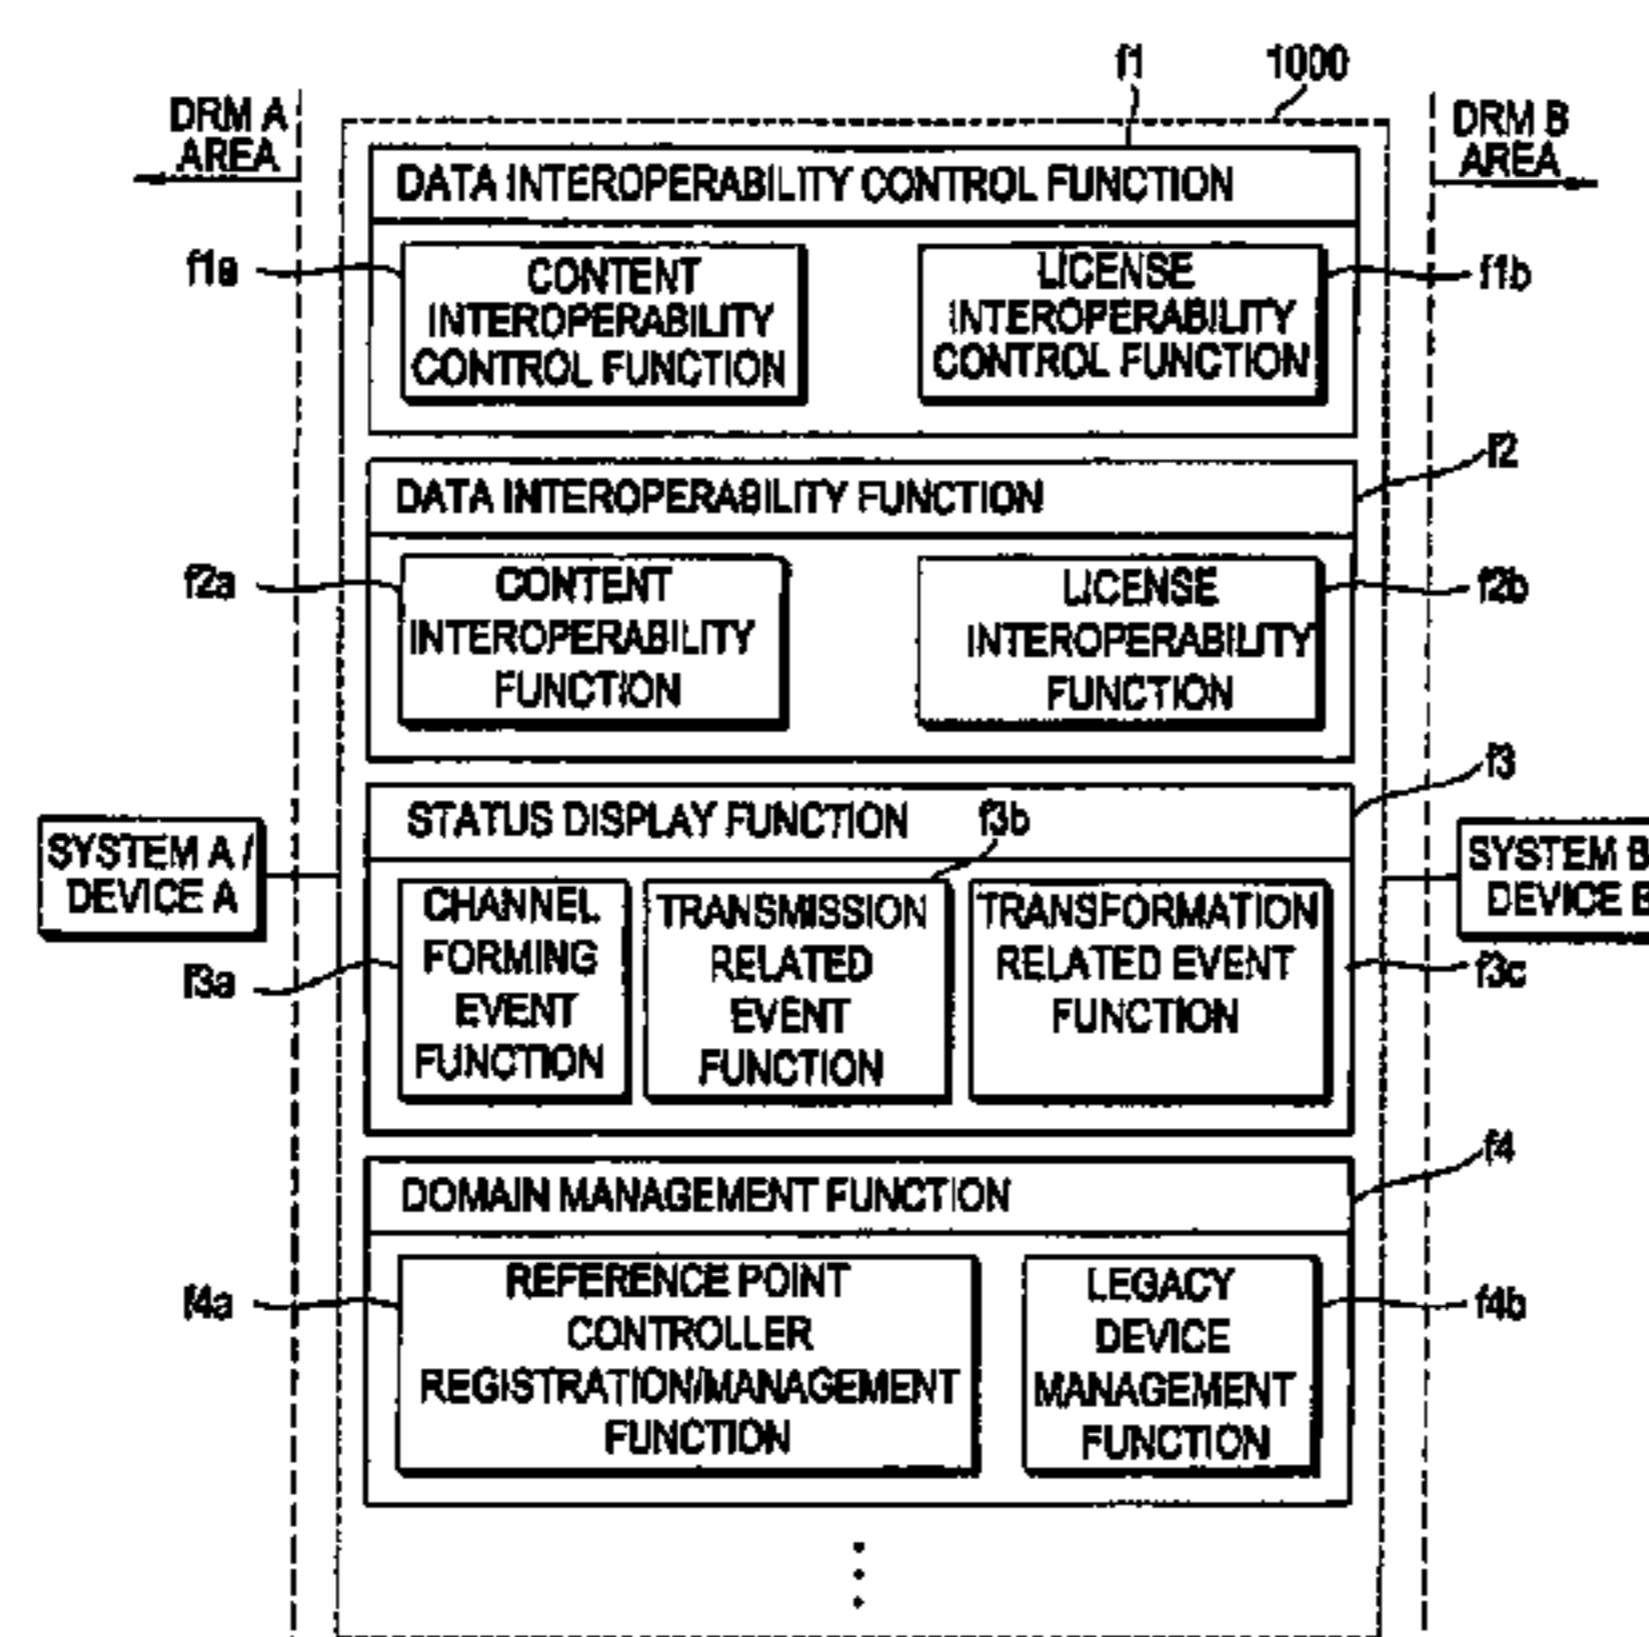 f1
1000
DRM A
AREA
DRM B
AREA
DATA INTEROPERABILITY CONTROL FUNCTION
f1a
CONTENT
INTEROPERABILITY
CONTROL FUNCTION
LICENSE
INTEROPERABILITY
CONTROL FUNCTION
f1b
f2
DATA INTEROPERABILITY FUNCTION
f2a
CONTENT
INTEROPERABILITY
FUNCTION
LICENSE
INTEROPERABILITY
FUNCTION
f2b
f3
STATUS DISPLAY FUNCTION
f3b
SYSTEM A /
DEVICE A
SYSTEM B
DEVICE B
CHANNEL
FORMING
EVENT
FUNCTION
TRANSMISSION
RELATED
EVENT
FUNCTION
TRANSFORMATION
RELATED EVENT
FUNCTION
f3a
f3c
f4
DOMAIN MANAGEMENT FUNCTION
f4a
REFERENCE POINT
CONTROLLER
REGISTRATION/MANAGEMENT
FUNCTION
LEGACY
DEVICE
MANAGEMENT
FUNCTION
f4b